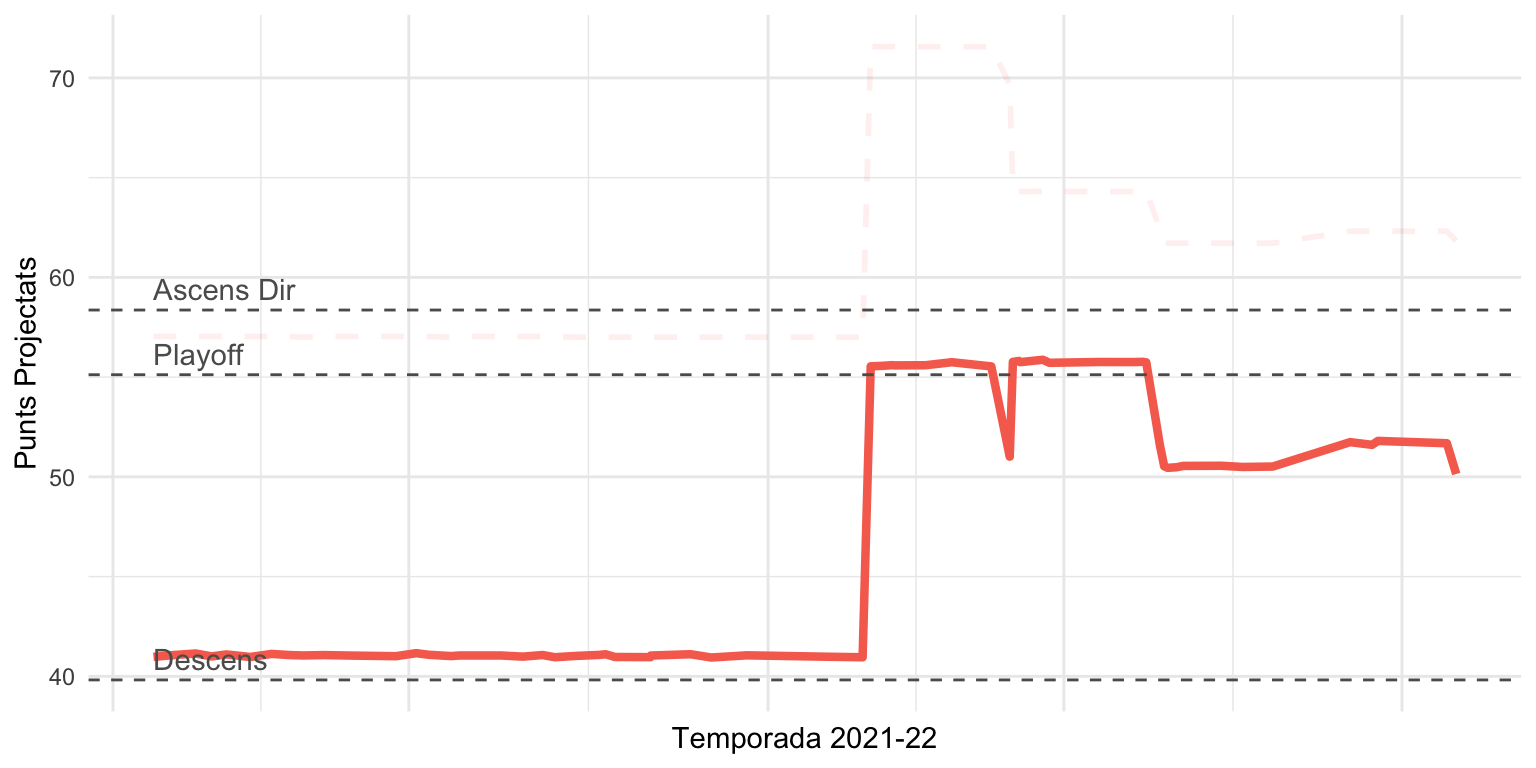 70
60
50
40
Punts Projectats
Ascens Dir
Playoff
Descens
Temporada 2021-22